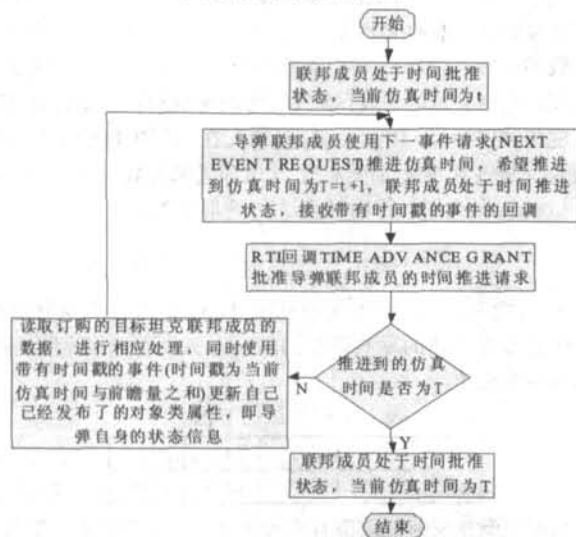 开始
联邦成员处于时间批准
状态，当前仿真时间为t
导弹联邦成员使用下一事件请求(NEXT
EVENT REQUEST)推进仿真时间，希望推进
到仿真时间为T=t+1，联邦成员处于时间推进
状态，接收带有时间戳的事件的回调
RTI回调TIME ADVANCE GRANT
批准导弹联邦成员的时间推进请求
推进到的仿真
时间是否为T
N
读取订购的目标坦克联邦成员的
数据，进行相应处理，同时使用
带有时间戳的事件(时间戳为当前
仿真时间与前瞻量之和)更新自己
已经发布了的对象类属性，即导
弹自身的状态信息
Y
联邦成员处于时间批准
状态，当前仿真时间为T
结束